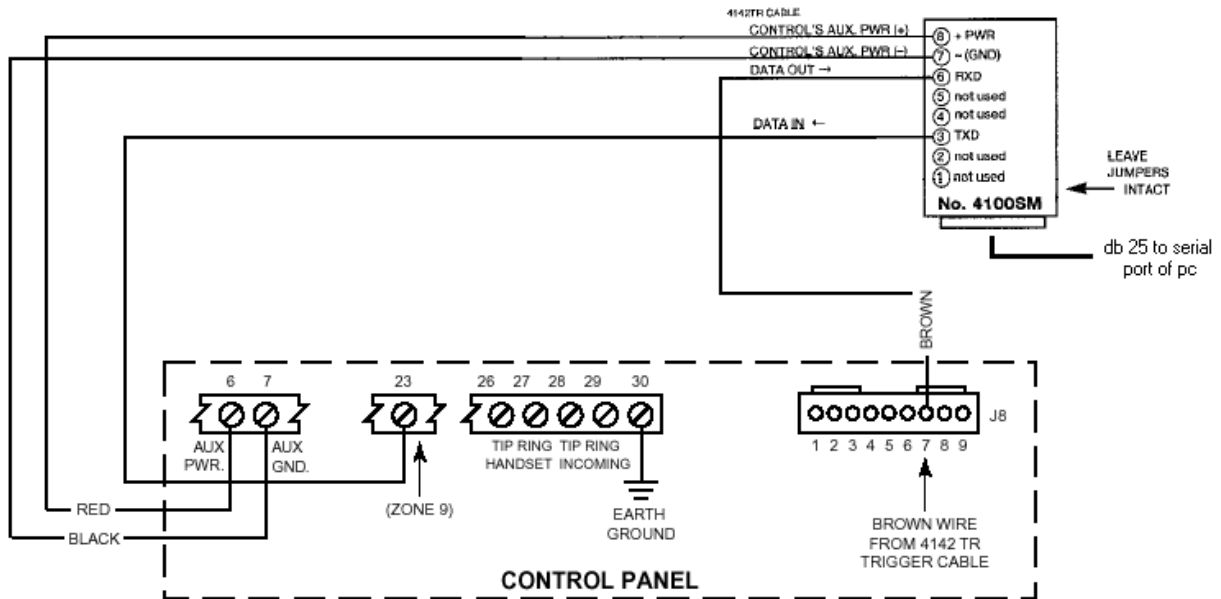 4142TR CABLE
CONTROL'S AUX. PWR (+)
CONTROL'S AUX. PWR (–)
DATA OUT →
DATA IN ←
8 + PWR
7 – (GND)
6 RXD
5 not used
4 not used
3 TXD
2 not used
1 not used
No. 4100SM
LEAVE
JUMPERS
INTACT
db 25 to serial
port of pc
BROWN
6 7
AUX
PWR.
AUX
GND.
23
(ZONE 9)
26 27 28 29 30
TIP RING TIP RING
HANDSET INCOMING
EARTH
GROUND
J8
1 2 3 4 5 6 7 8 9
BROWN WIRE
FROM 4142 TR
TRIGGER CABLE
RED
BLACK
CONTROL PANEL